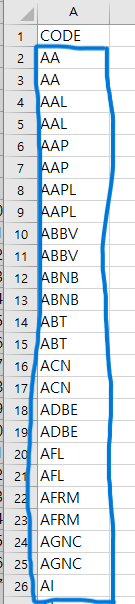 A
1 CODE
2 AA
3 AA
4 AAL
5 AAL
6 AAP
7 AAP
8 AAPL
9 AAPL
10 ABBV
11 ABBV
12 ABNB
13 ABNB
14 ABT
15 ABT
16 ACN
17 ACN
18 ADBE
19 ADBE
20 AFL
21 AFL
22 AFRM
23 AFRM
24 AGNC
25 AGNC
26 AI